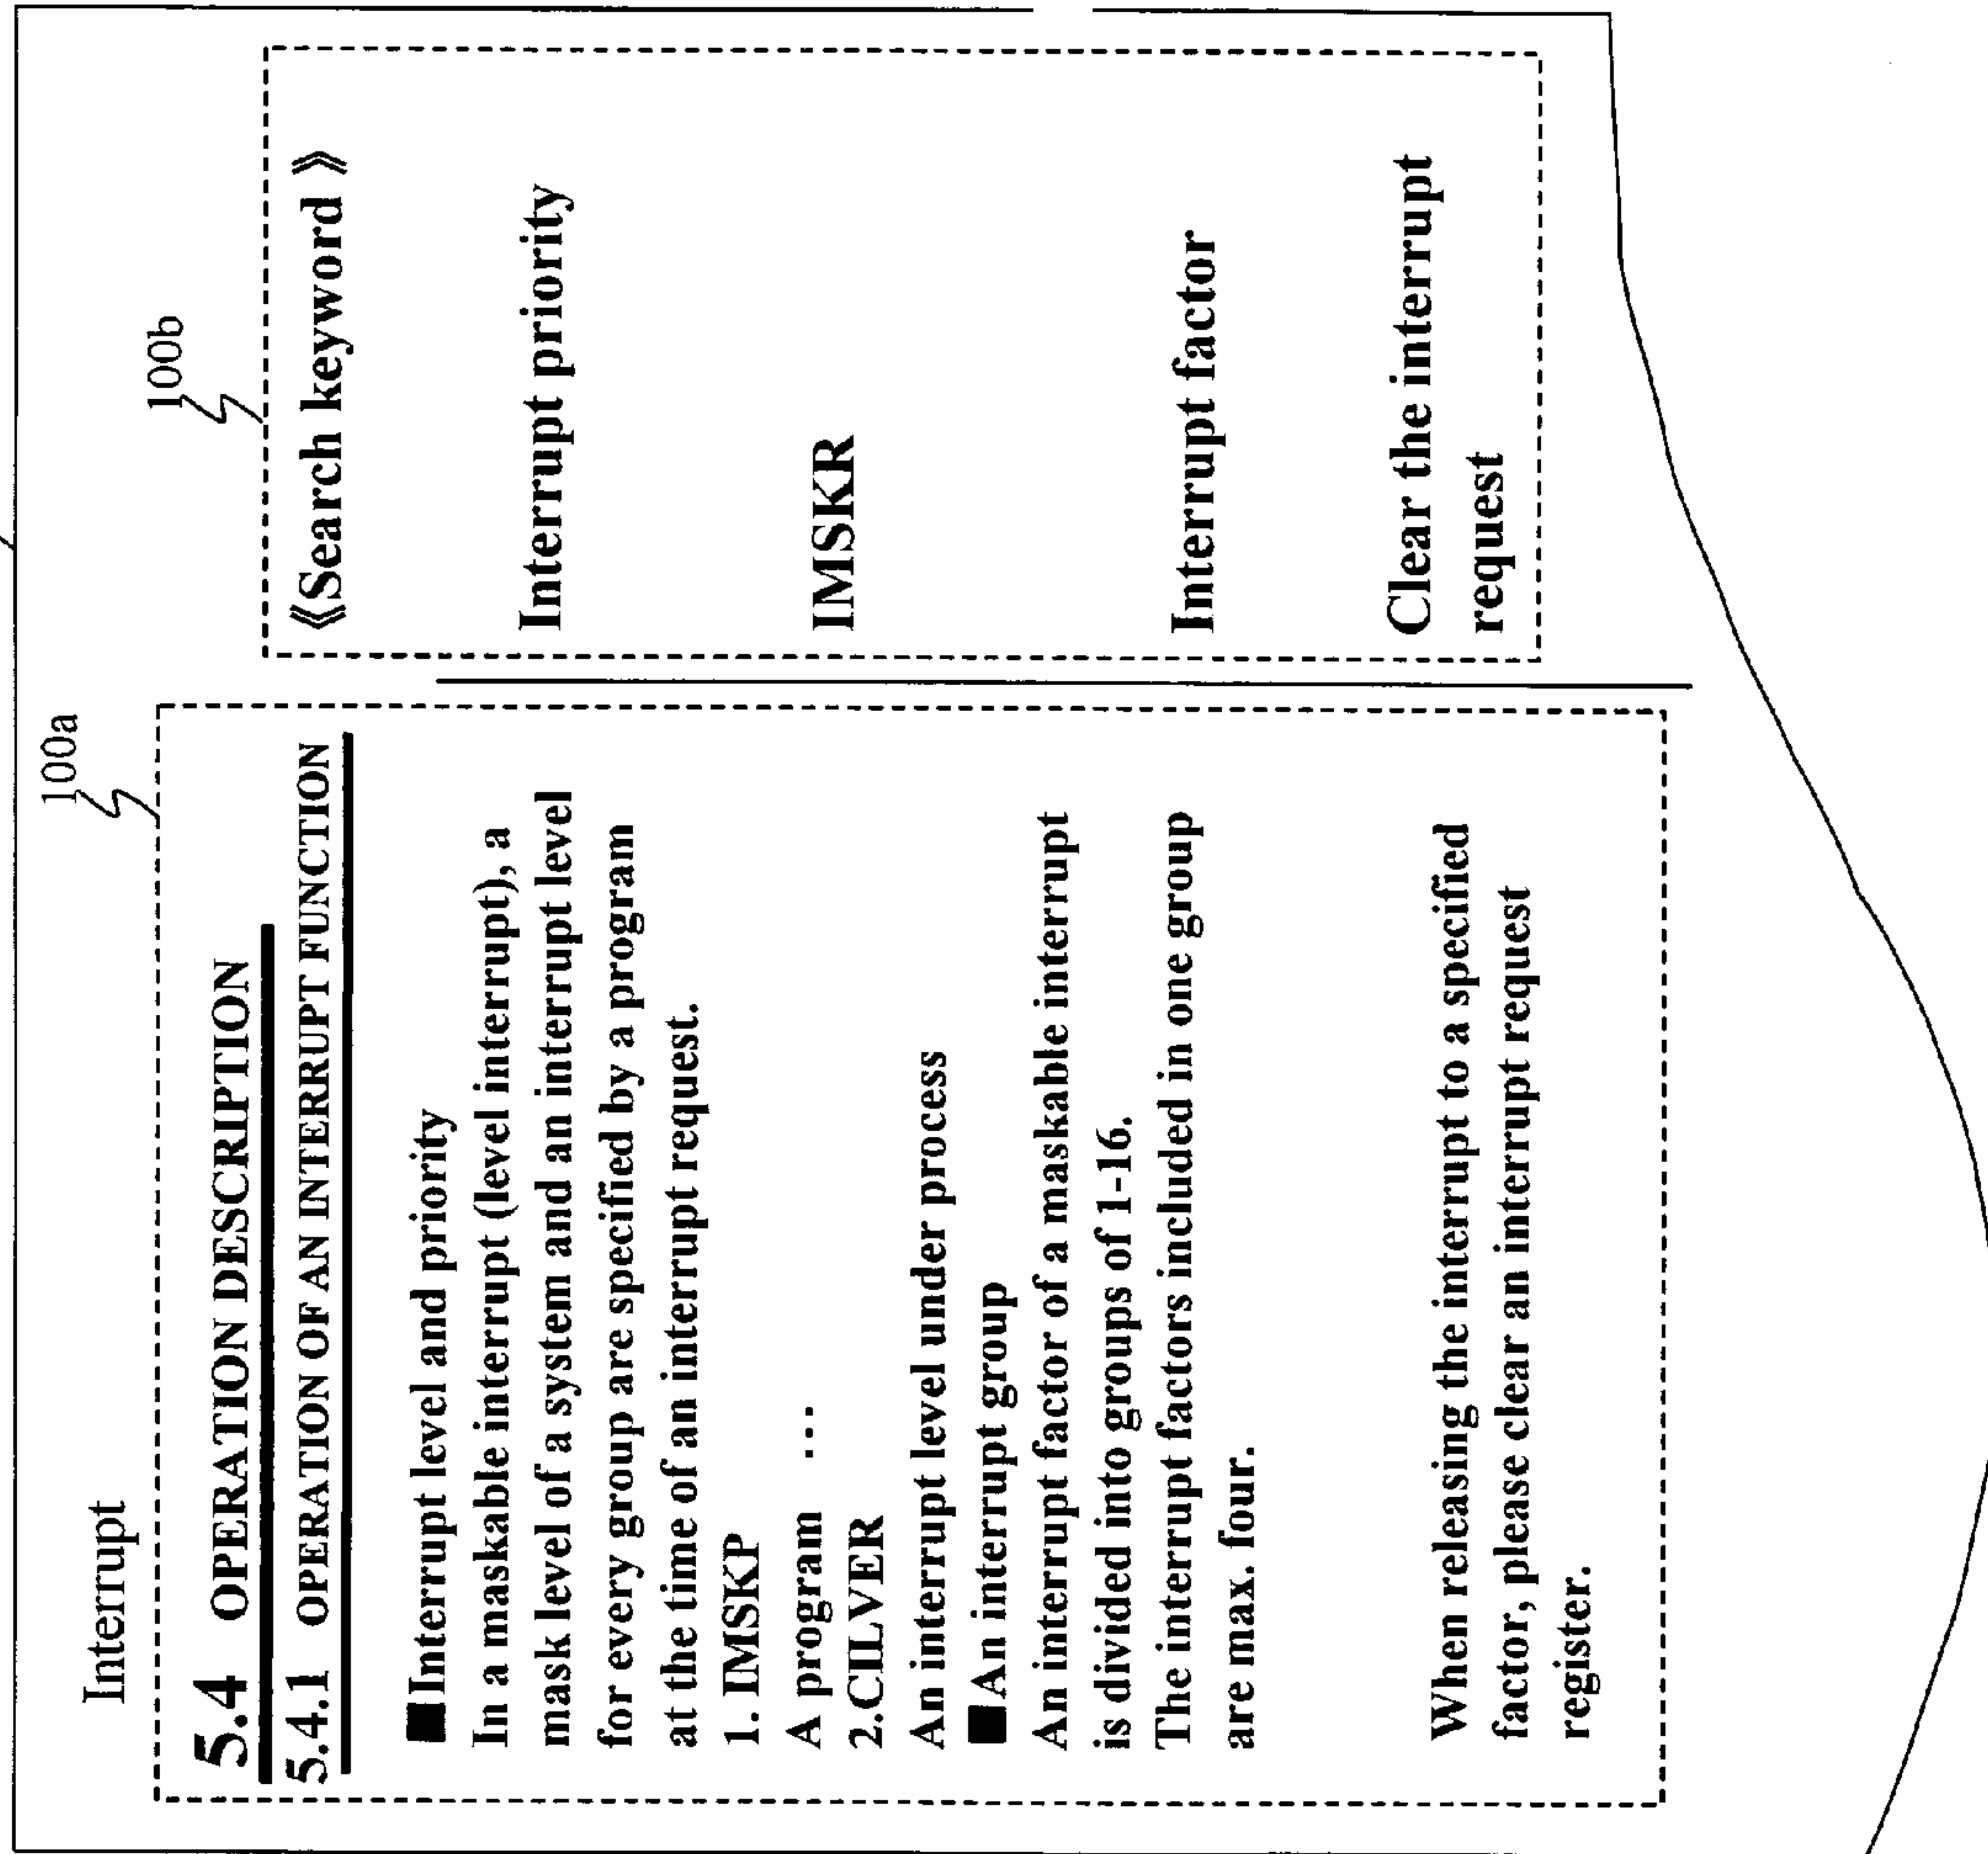 Interrupt
100a
5.4 OPERATION DESCRIPTION
5.4.1 OPERATION OF AN INTERRUPT FUNCTION
■Interrupt level and priority
In a maskable interrupt (level interrupt), a
mask level of a system and an interrupt level
for every group are specified by a program
at the time of an interrupt request.
1. IMSKP
A program ...
2.CILVER
An interrupt level under process
■An interrupt group
An interrupt factor of a maskable interrupt
is divided into groups of 1-16.
The interrupt factors included in one group
are max. four.
When releasing the interrupt to a specified
factor, please clear an interrupt request
register.
100b
《Search keyword》
Interrupt priority
IMSKR
Interrupt factor
Clear the interrupt
request